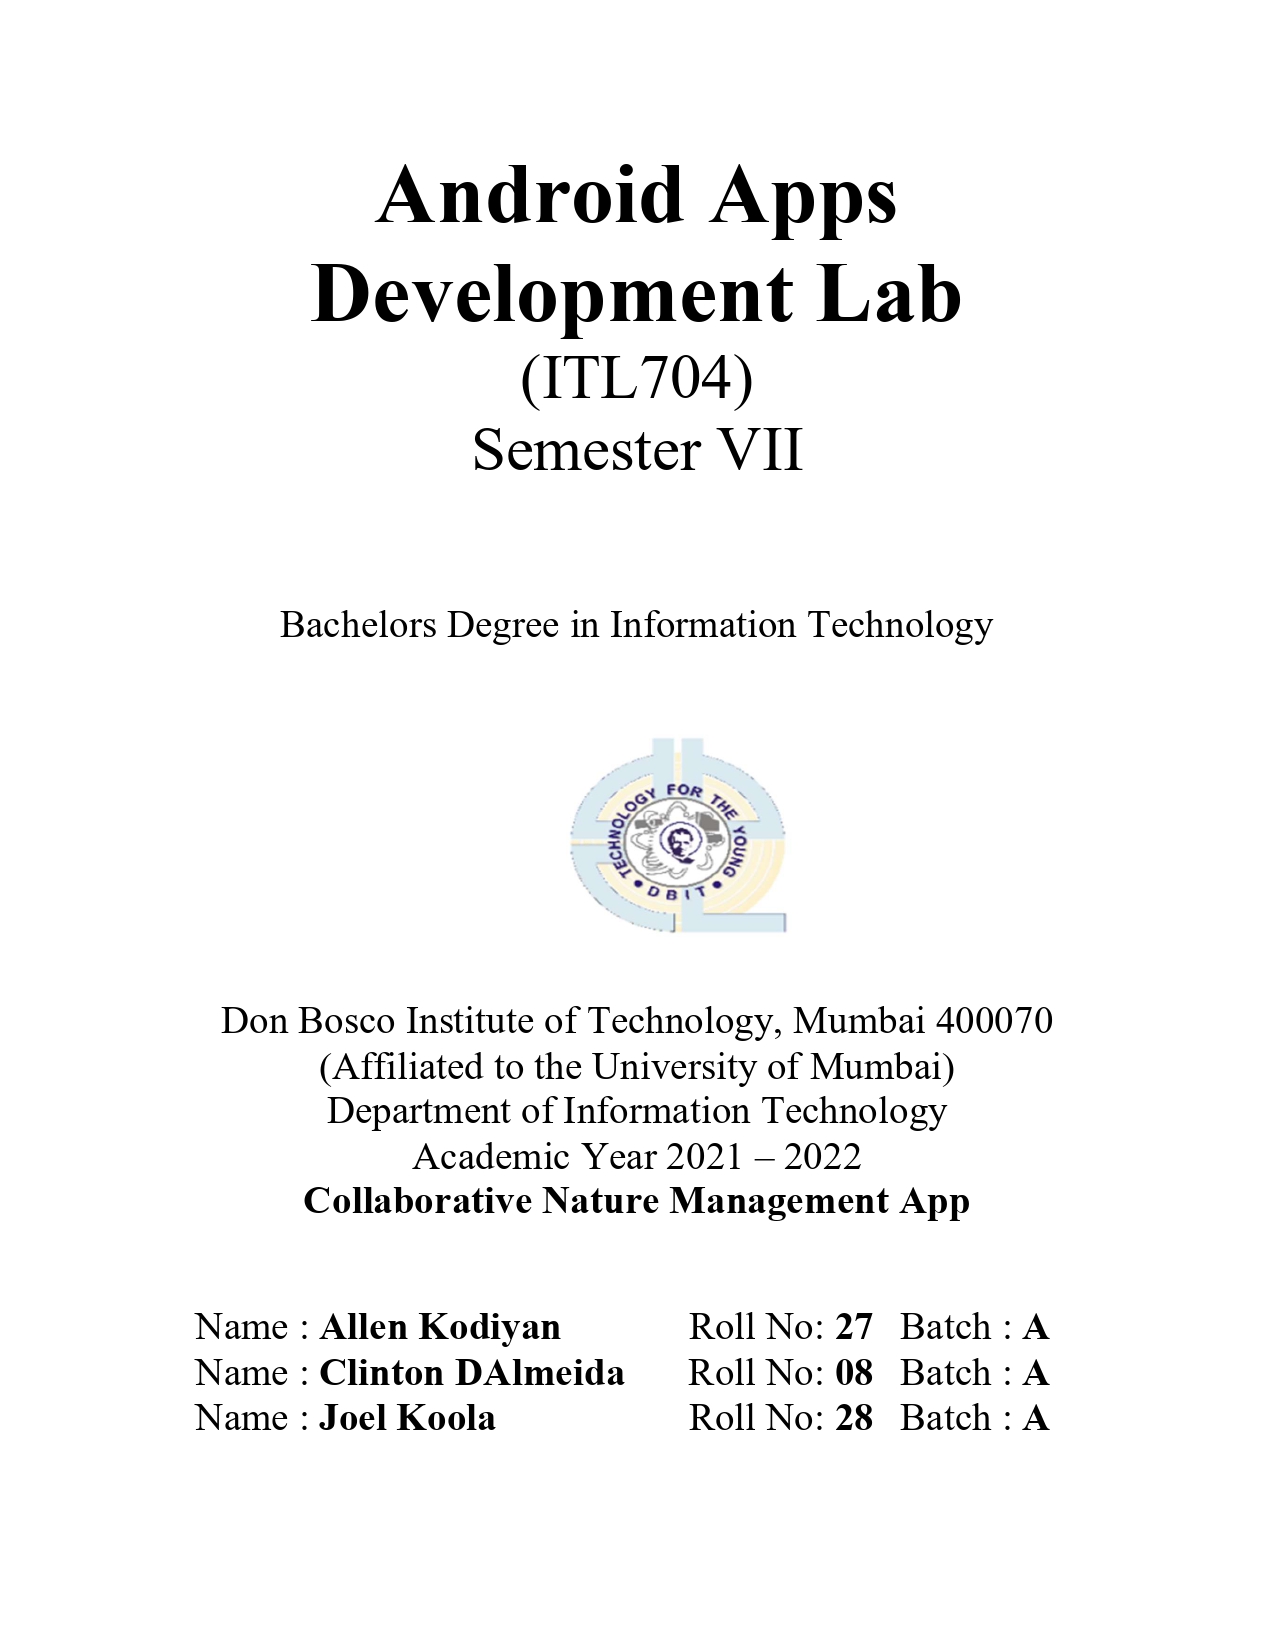 Android Apps
Development Lab
(ITL704)
Semester VII
Bachelors Degree in Information Technology
TECHNOLOGY FOR THE YOUNG
• DBIT •
Don Bosco Institute of Technology, Mumbai 400070
(Affiliated to the University of Mumbai)
Department of Information Technology
Academic Year 2021 – 2022
Collaborative Nature Management App
Name : Allen Kodiyan Roll No: 27 Batch : A
Name : Clinton DAlmeida Roll No: 08 Batch : A
Name : Joel Koola Roll No: 28 Batch : A